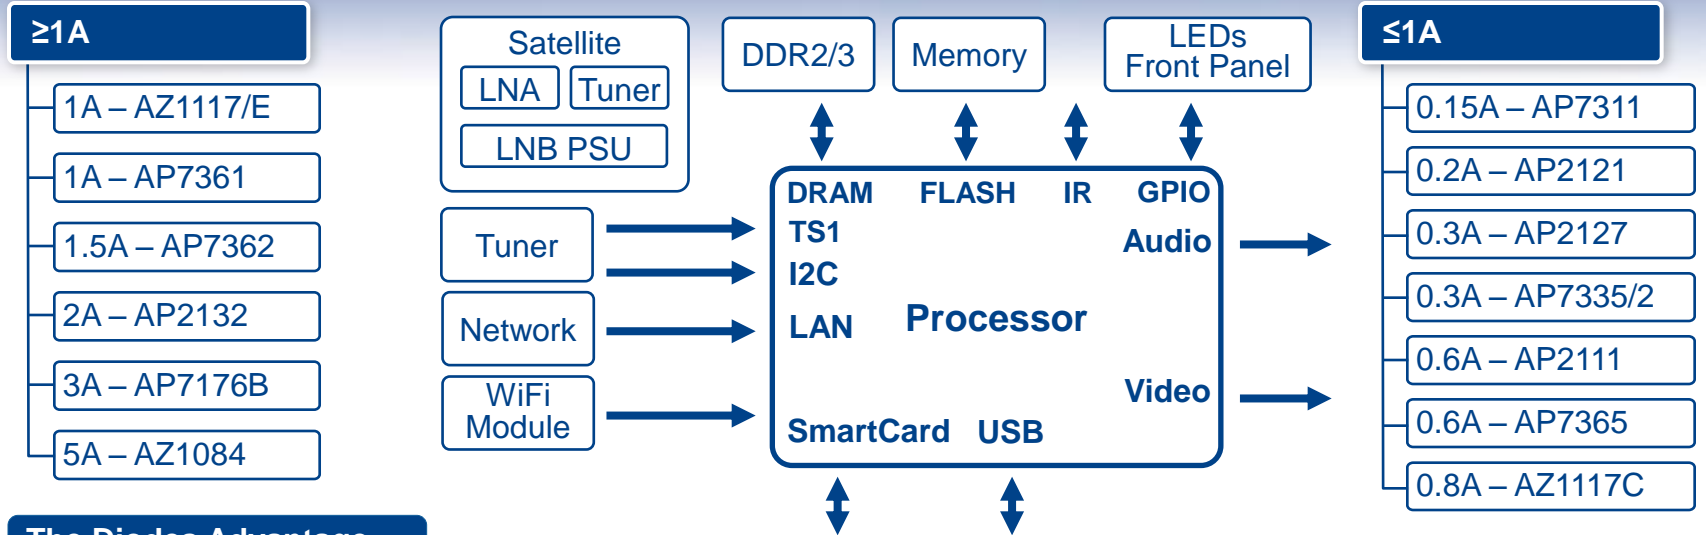 ≥1A
1A – AZ1117/E
1A – AP7361
1.5A – AP7362
2A – AP2132
3A – AP7176B
5A – AZ1084
The Diodes Advantage
Satellite
LNA
Tuner
LNB PSU
Tuner
Network
WiFi
Module
DDR2/3
Memory
LEDs
Front Panel
DRAM
FLASH
IR
GPIO
TS1
Audio
I2C
LAN
Processor
Video
SmartCard
USB
≤1A
0.15A – AP7311
0.2A – AP2121
0.3A – AP2127
0.3A – AP7335/2
0.6A – AP2111
0.6A – AP7365
0.8A – AZ1117C